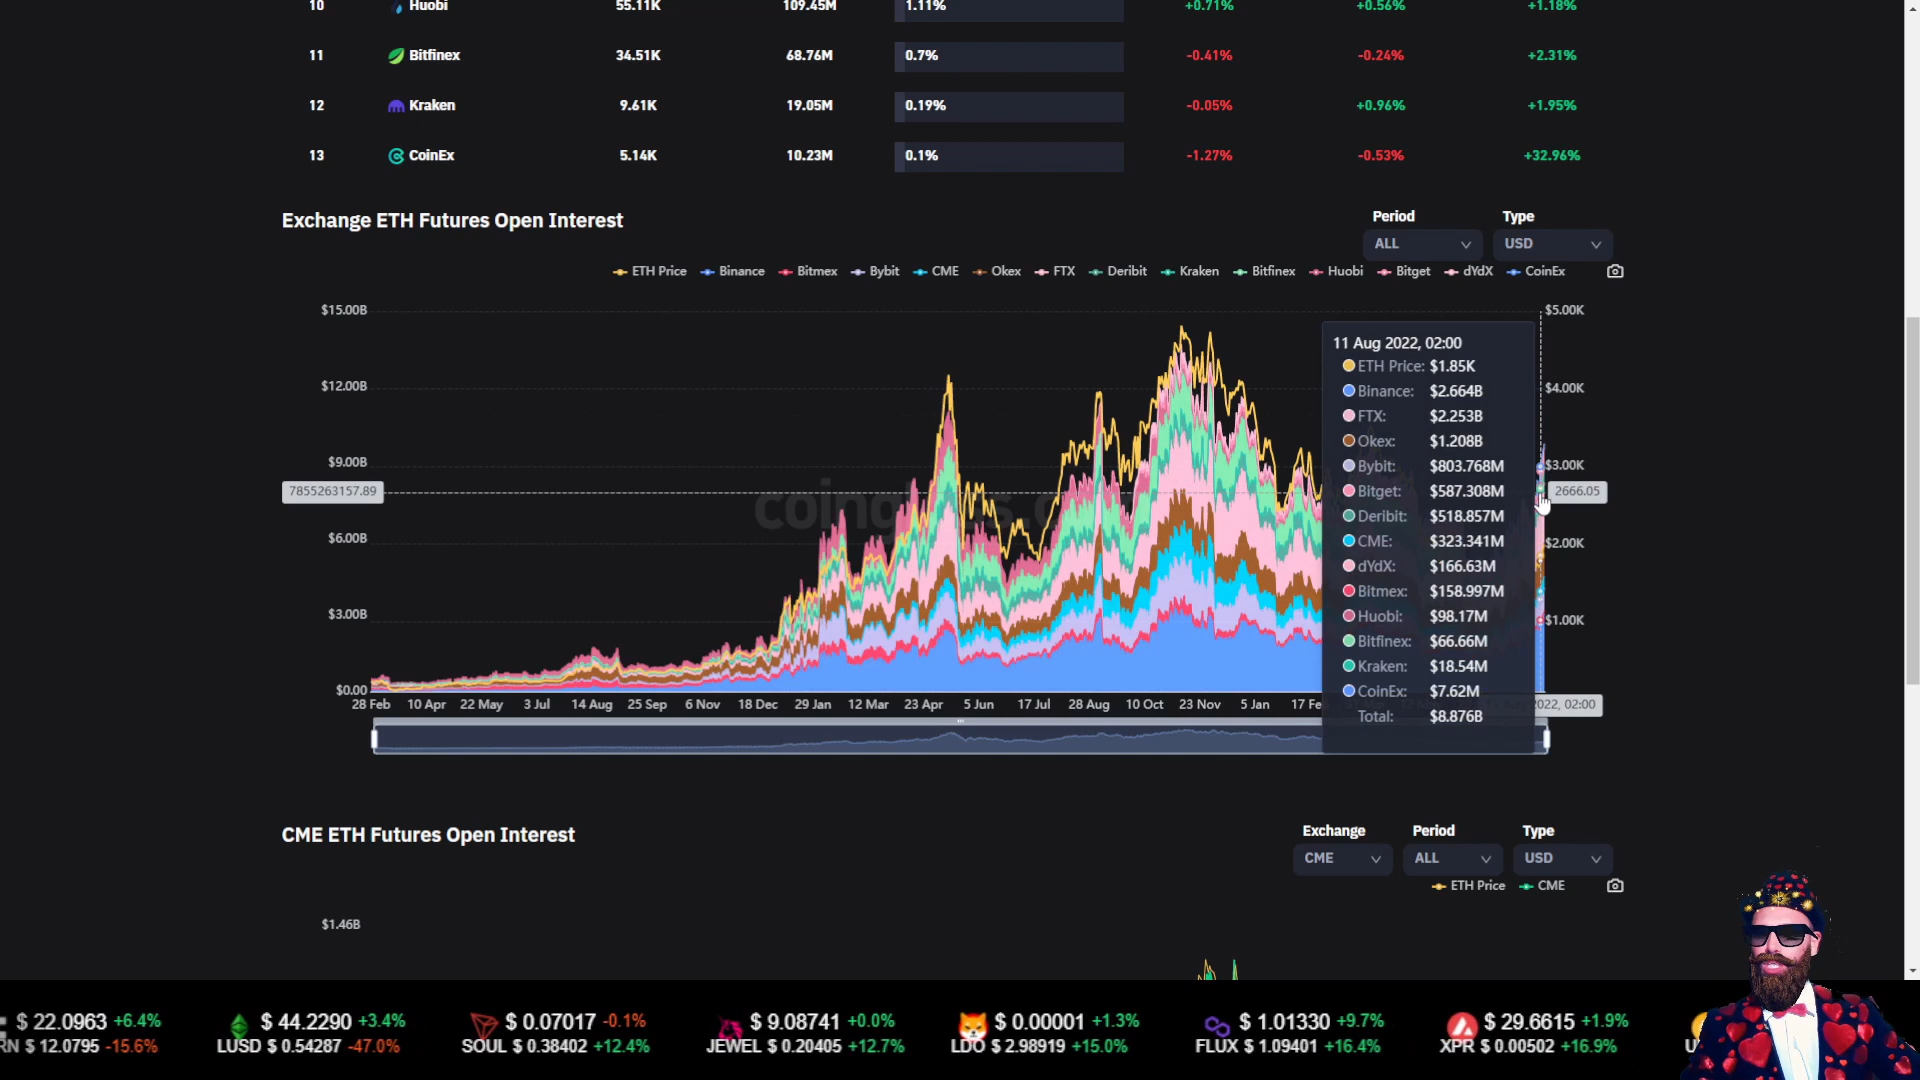 10 Huobi 55.11K 109.45M 1.11% +0.71% +0.56% +1.18%
11 Bitfinex 34.51K 68.76M 0.7% -0.41% -0.24% +2.31%
12 Kraken 9.61K 19.05M 0.19% -0.05% +0.96% +1.95%
13 CoinEx 5.14K 10.23M 0.1% -1.27% -0.53% +32.96%
Exchange ETH Futures Open Interest
Period Type
ALL USD
ETH Price Binance Bitmex Bybit CME Okex FTX Deribit Kraken Bitfinex Huobi Bitget dYdX CoinEx
$15.00B $5.00K
$12.00B $4.00K
$9.00B $3.00K
7855263157.89 2666.05
$6.00B $2.00K
$3.00B $1.00K
$0.00
28 Feb 10 Apr 22 May 3 Jul 14 Aug 25 Sep 6 Nov 18 Dec 29 Jan 12 Mar 23 Apr 5 Jun 17 Jul 28 Aug 10 Oct 23 Nov 5 Jan 17 Fe 2022, 02:00
11 Aug 2022, 02:00
ETH Price: $1.85K
Binance: $2.664B
FTX: $2.253B
Okex: $1.208B
Bybit: $803.768M
Bitget: $587.308M
Deribit: $518.857M
CME: $323.341M
dYdX: $166.63M
Bitmex: $158.997M
Huobi: $98.17M
Bitfinex: $66.66M
Kraken: $18.54M
CoinEx: $7.62M
Total: $8.876B
CME ETH Futures Open Interest
Exchange Period Type
CME ALL USD
ETH Price CME
$1.46B
$ 22.0963 +6.4% $ 44.2290 +3.4% $ 0.07017 -0.1% $ 9.08741 +0.0% $ 0.00001 +1.3% $ 1.01330 +9.7% $ 29.6615 +1.9%
RN $ 12.0795 -15.6% LUSD $ 0.54287 -47.0% SOUL $ 0.38402 +12.4% JEWEL $ 0.20405 +12.7% LDO $ 2.98919 +15.0% FLUX $ 1.09401 +16.4% XPR $ 0.00502 +16.9% U